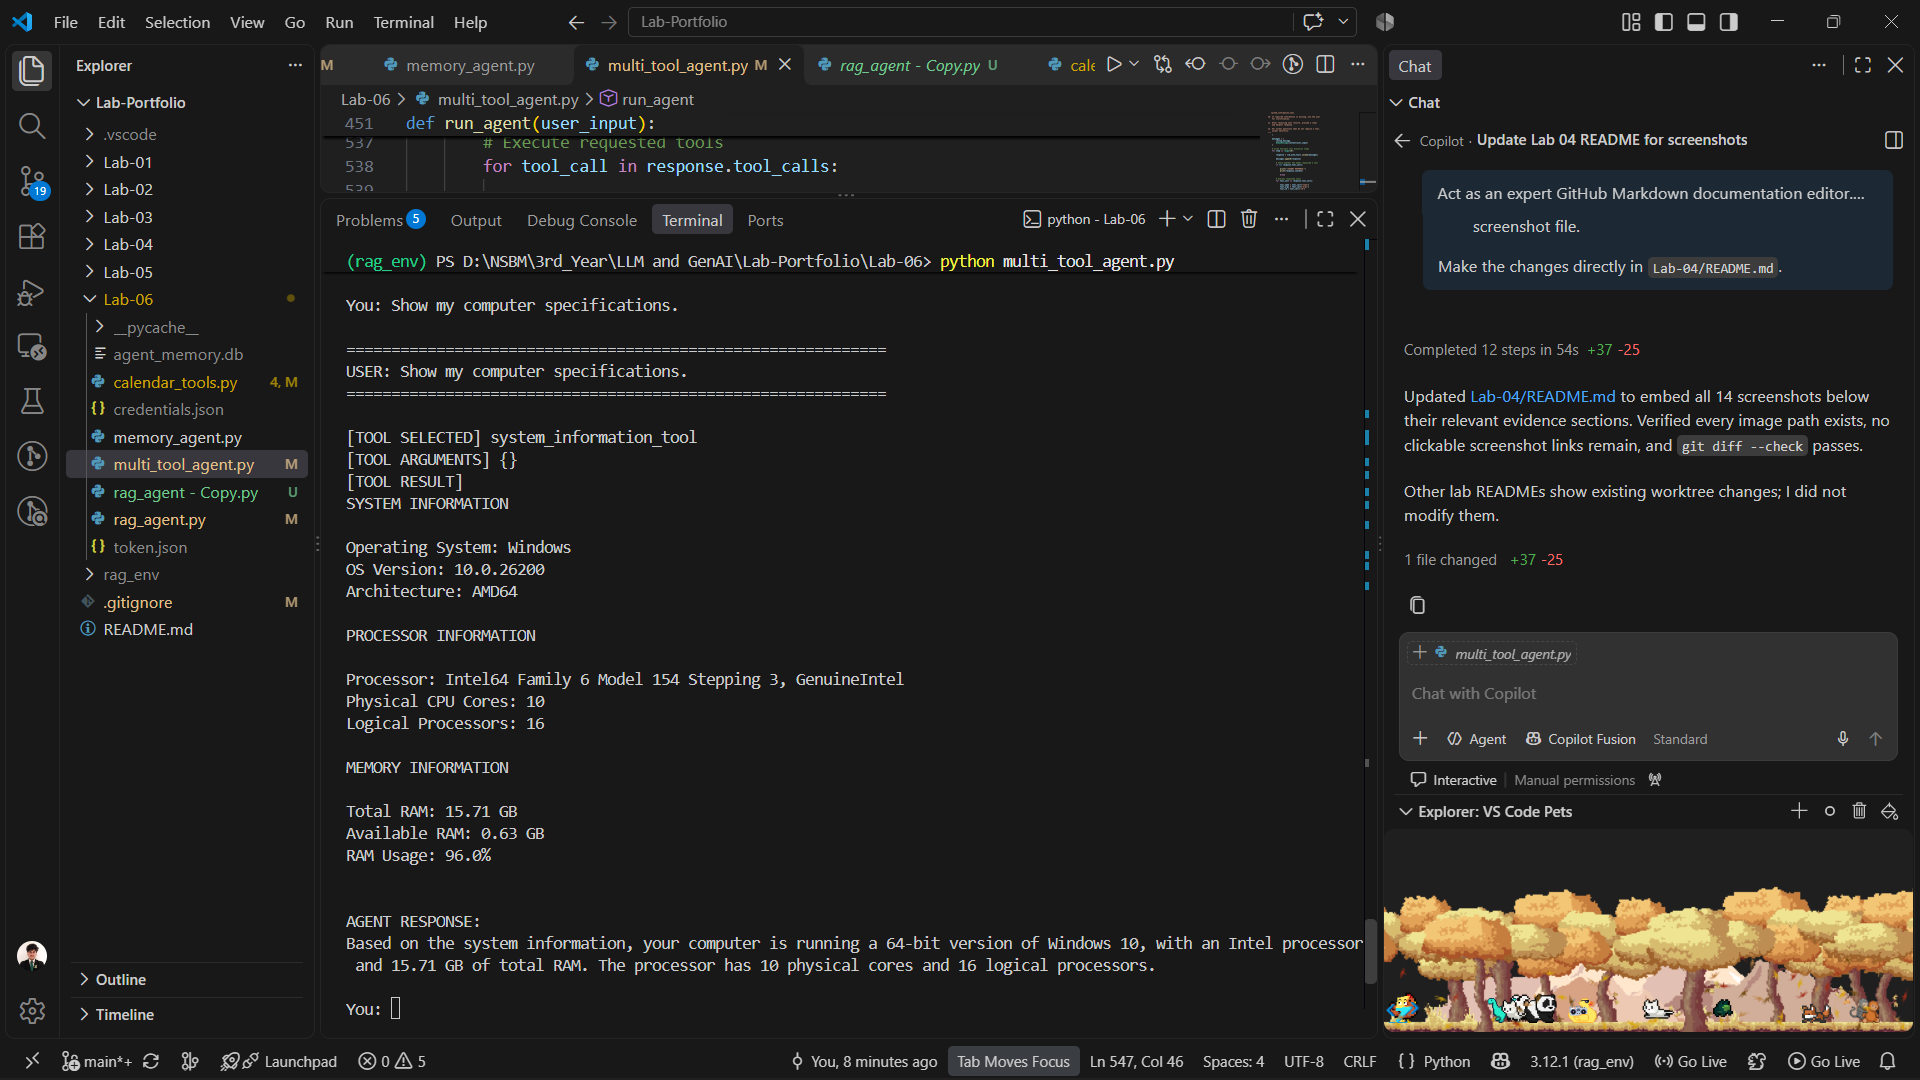 File Edit Selection View Go Run Terminal Help
Lab-Portfolio
Explorer
Lab-Portfolio
.vscode
Lab-01
Lab-02
Lab-03
Lab-04
Lab-05
Lab-06
__pycache__
agent_memory.db
calendar_tools.py 4, M
credentials.json
memory_agent.py
multi_tool_agent.py M
rag_agent - Copy.py U
rag_agent.py M
token.json
rag_env
.gitignore M
README.md
Outline
Timeline
19
M memory_agent.py multi_tool_agent.py M rag_agent - Copy.py U cale
Lab-06 > multi_tool_agent.py > run_agent
451 def run_agent(user_input):
537 # Execute requested tools
538 for tool_call in response.tool_calls:
539
Problems 5 Output Debug Console Terminal Ports python - Lab-06
(rag_env) PS D:\NSBM\3rd_Year\LLM and GenAI\Lab-Portfolio\Lab-06> python multi_tool_agent.py
You: Show my computer specifications.
============================================================
USER: Show my computer specifications.
============================================================
[TOOL SELECTED] system_information_tool
[TOOL ARGUMENTS] {}
[TOOL RESULT]
SYSTEM INFORMATION
Operating System: Windows
OS Version: 10.0.26200
Architecture: AMD64
PROCESSOR INFORMATION
Processor: Intel64 Family 6 Model 154 Stepping 3, GenuineIntel
Physical CPU Cores: 10
Logical Processors: 16
MEMORY INFORMATION
Total RAM: 15.71 GB
Available RAM: 0.63 GB
RAM Usage: 96.0%
AGENT RESPONSE:
Based on the system information, your computer is running a 64-bit version of Windows 10, with an Intel processor
and 15.71 GB of total RAM. The processor has 10 physical cores and 16 logical processors.
You:
Chat
Chat
Copilot · Update Lab 04 README for screenshots
Act as an expert GitHub Markdown documentation editor....
screenshot file.
Make the changes directly in Lab-04/README.md.
Completed 12 steps in 54s +37 -25
Updated Lab-04/README.md to embed all 14 screenshots below
their relevant evidence sections. Verified every image path exists, no
clickable screenshot links remain, and git diff --check passes.
Other lab READMEs show existing worktree changes; I did not
modify them.
1 file changed +37 -25
multi_tool_agent.py
Chat with Copilot
Agent Copilot Fusion Standard
Interactive Manual permissions
Explorer: VS Code Pets
main*+ Launchpad 0 5 You, 8 minutes ago Tab Moves Focus Ln 547, Col 46 Spaces: 4 UTF-8 CRLF Python 3.12.1 (rag_env) Go Live Go Live